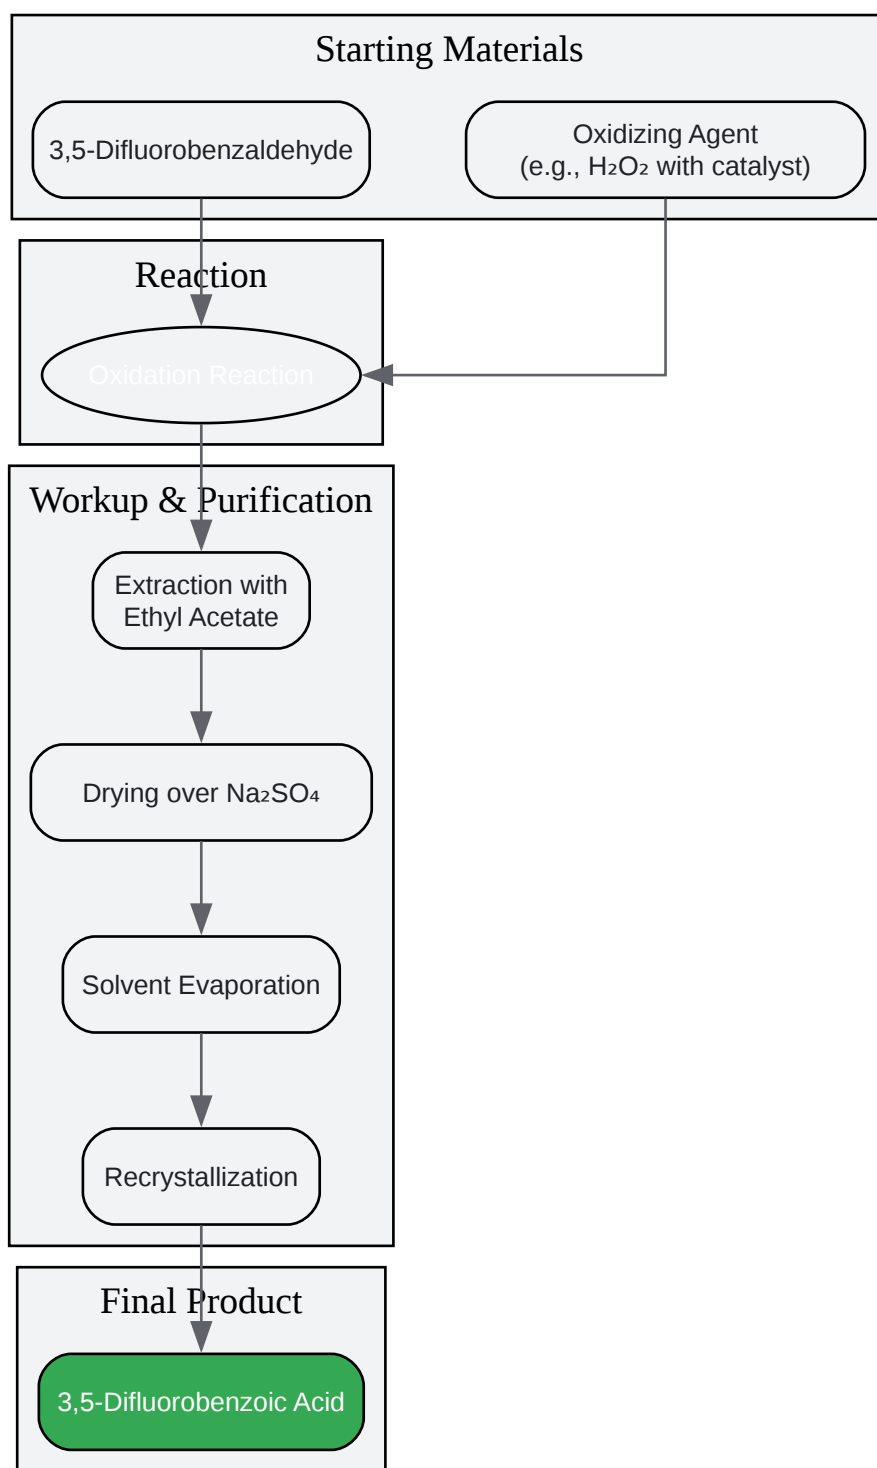 Starting Materials
3,5-Difluorobenzaldehyde
Oxidizing Agent
(e.g., H₂O₂ with catalyst)
Reaction
Oxidation Reaction
Workup & Purification
Extraction with
Ethyl Acetate
Drying over Na₂SO₄
Solvent Evaporation
Recrystallization
Final Product
3,5-Difluorobenzoic Acid